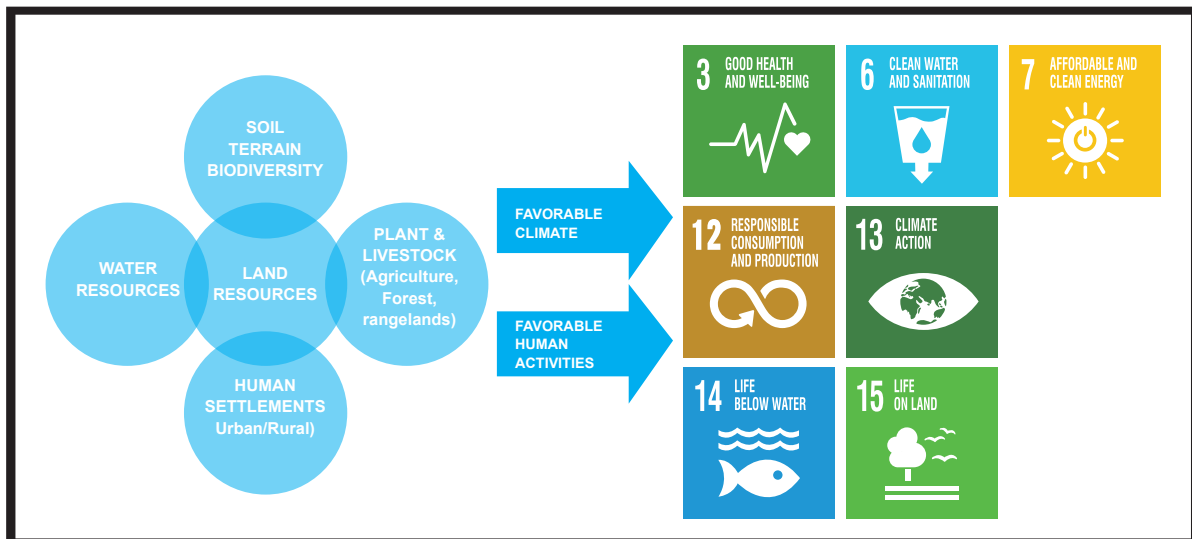 SOIL
TERRAIN
BIODIVERSITY
WATER
RESOURCES
LAND
RESOURCES
PLANT &
LIVESTOCK
(Agriculture,
Forest,
rangelands)
HUMAN
SETTLEMENTS
Urban/Rural)
FAVORABLE
CLIMATE
FAVORABLE
HUMAN
ACTIVITIES
3 GOOD HEALTH
AND WELL-BEING
6 CLEAN WATER
AND SANITATION
7 AFFORDABLE AND
CLEAN ENERGY
12 RESPONSIBLE
CONSUMPTION
AND PRODUCTION
13 CLIMATE
ACTION
14 LIFE
BELOW WATER
15 LIFE
ON LAND